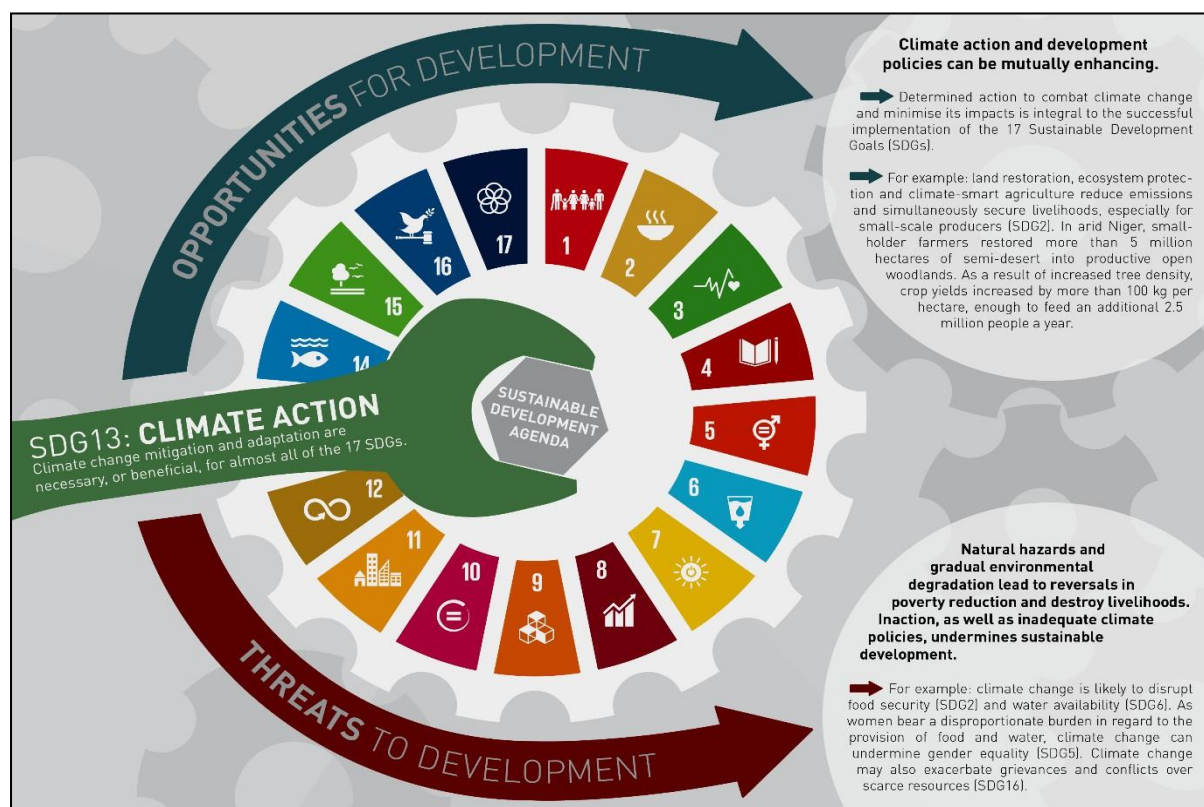 OPPORTUNITIES FOR DEVELOPMENT
Climate action and development
policies can be mutually enhancing.
Determined action to combat climate change
and minimise its impacts is integral to the successful
implementation of the 17 Sustainable Development
Goals (SDGs).
For example: land restoration, ecosystem protec-
tion and climate-smart agriculture reduce emissions
and simultaneously secure livelihoods, especially for
small-scale producers (SDG2). In arid Niger, small-
holder farmers restored more than 5 million
hectares of semi-desert into productive open
woodlands. As a result of increased tree density,
crop yields increased by more than 100 kg per
hectare, enough to feed an additional 2.5
million people a year.
1
2
3
4
5
6
7
8
9
10
11
12
14
15
16
17
SUSTAINABLE
DEVELOPMENT
AGENDA
SDG13: CLIMATE ACTION
Climate change mitigation and adaptation are
necessary, or beneficial, for almost all of the 17 SDGs.
THREATS TO DEVELOPMENT
Natural hazards and
gradual environmental
degradation lead to reversals in
poverty reduction and destroy livelihoods.
Inaction, as well as inadequate climate
policies, undermines sustainable
development.
For example: climate change is likely to disrupt
food security (SDG2) and water availability (SDG6). As
women bear a disproportionate burden in regard to the
provision of food and water, climate change can
undermine gender equality (SDG5). Climate change
may also exacerbate grievances and conflicts over
scarce resources (SDG16).